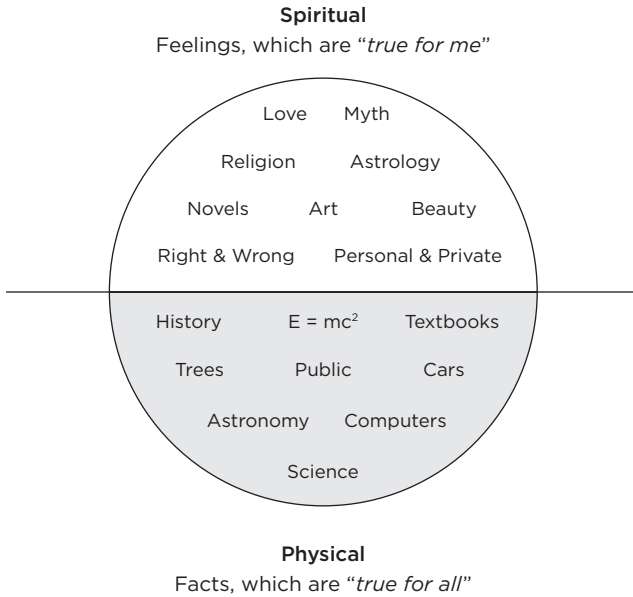 Spiritual
Feelings, which are “true for me”
Love Myth
Religion Astrology
Novels Art Beauty
Right & Wrong Personal & Private
History E = mc² Textbooks
Trees Public Cars
Astronomy Computers
Science
Physical
Facts, which are “true for all”